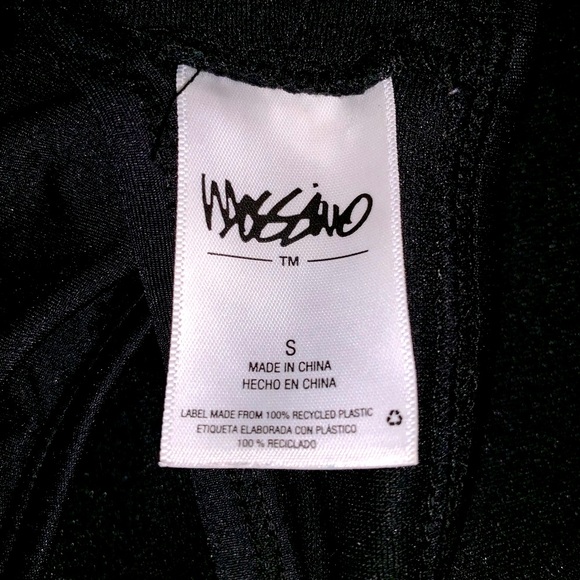 Mossimo
TM
S
MADE IN CHINA
HECHO EN CHINA
LABEL MADE FROM 100% RECYCLED PLASTIC
ETIQUETA ELABORADA CON PLÁSTICO
100 % RECICLADO